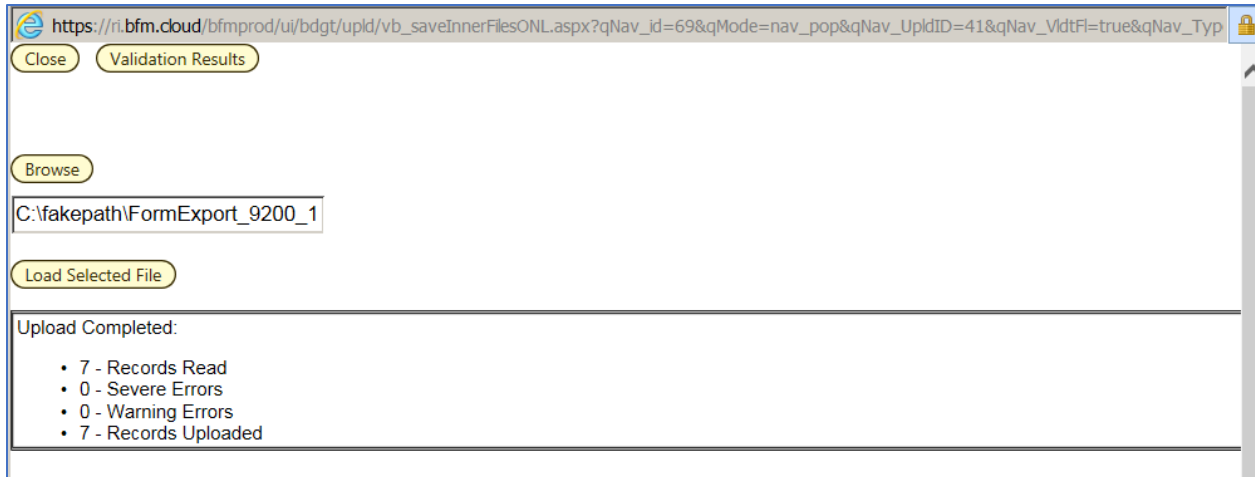 https://ri.bfm.cloud/bfmprod/ui/bdgt/upld/vb_saveInnerFilesONL.aspx?qNav_id=69&qMode=nav_pop&qNav_UpldID=41&qNav_VldtFl=true&qNav_Typ
Close Validation Results
Browse
C:\fakepath\FormExport_9200_1
Load Selected File
Upload Completed:
• 7 - Records Read
• 0 - Severe Errors
• 0 - Warning Errors
• 7 - Records Uploaded